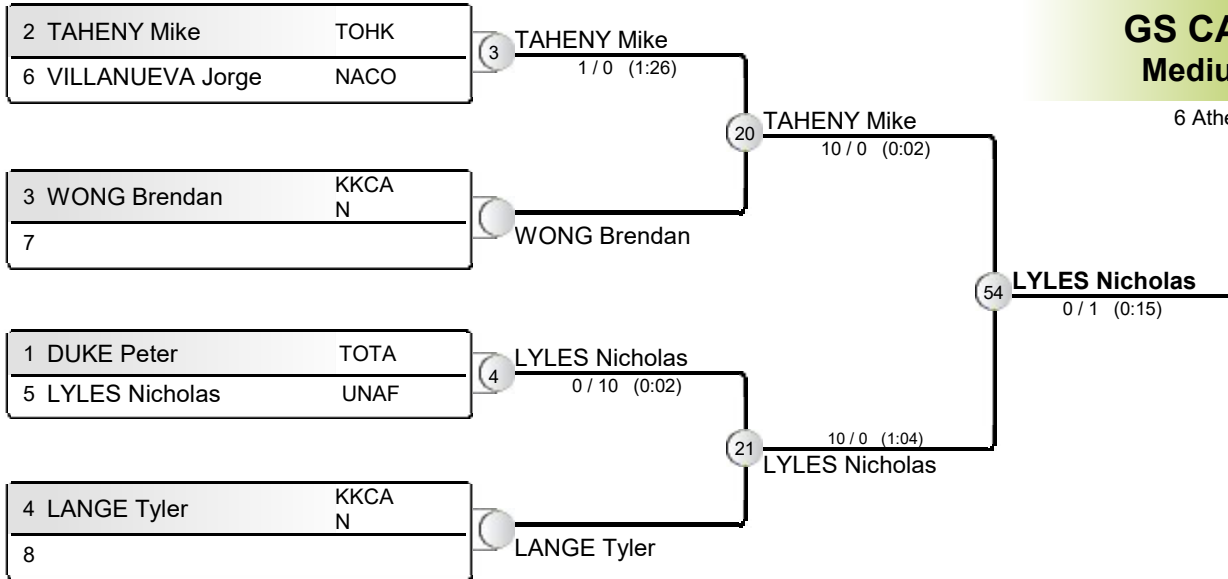 GS CA
Mediu
6 Athe
2 TAHENY Mike TOHK
6 VILLANUEVA Jorge NACO
3 TAHENY Mike
1 / 0 (1:26)
20 TAHENY Mike
10 / 0 (0:02)
3 WONG Brendan KKCA
N
7
WONG Brendan
54 LYLES Nicholas
0 / 1 (0:15)
1 DUKE Peter TOTA
5 LYLES Nicholas UNAF
4 LYLES Nicholas
0 / 10 (0:02)
21 10 / 0 (1:04)
LYLES Nicholas
4 LANGE Tyler KKCA
N
8
LANGE Tyler